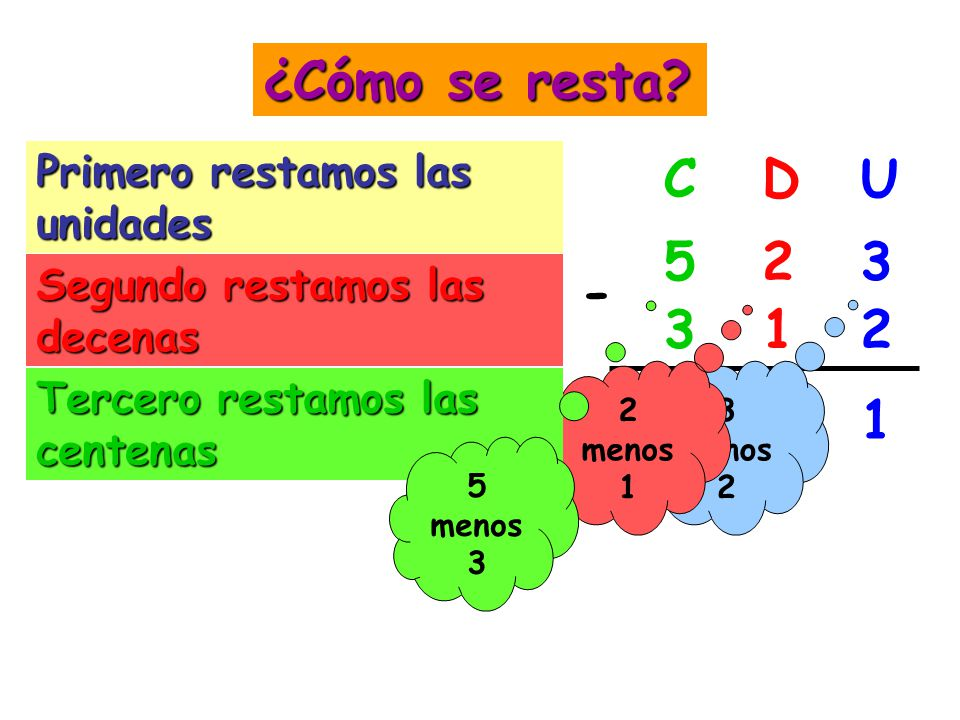 ¿Cómo se resta?
Primero restamos las
unidades
Segundo restamos las
decenas
Tercero restamos las
centenas
C D U
5 2 3
-
3 1 2
1
5
menos
3
2
menos
1
2